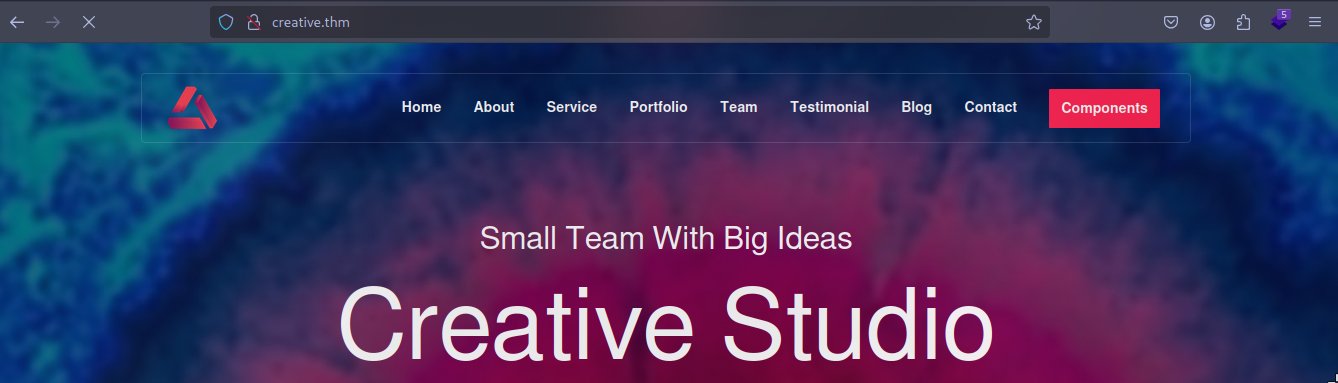 creative.thm
5
Home About Service Portfolio Team Testimonial Blog Contact Components
Small Team With Big Ideas
Creative Studio